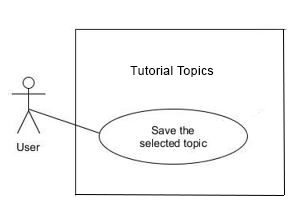 Tutorial Topics
Save the
selected topic
User